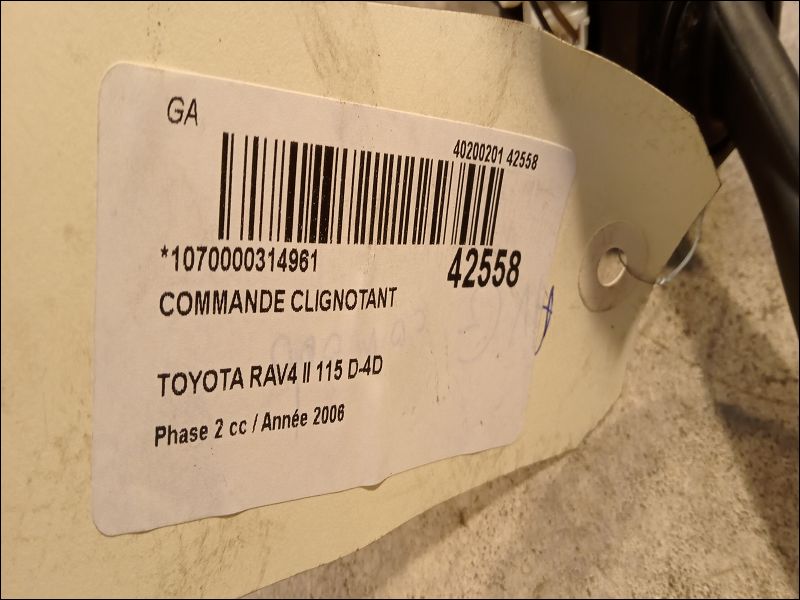 GA
40200201 42558
*1070000314961
42558
COMMANDE CLIGNOTANT
TOYOTA RAV4 II 115 D-4D
Phase 2 cc / Année 2006